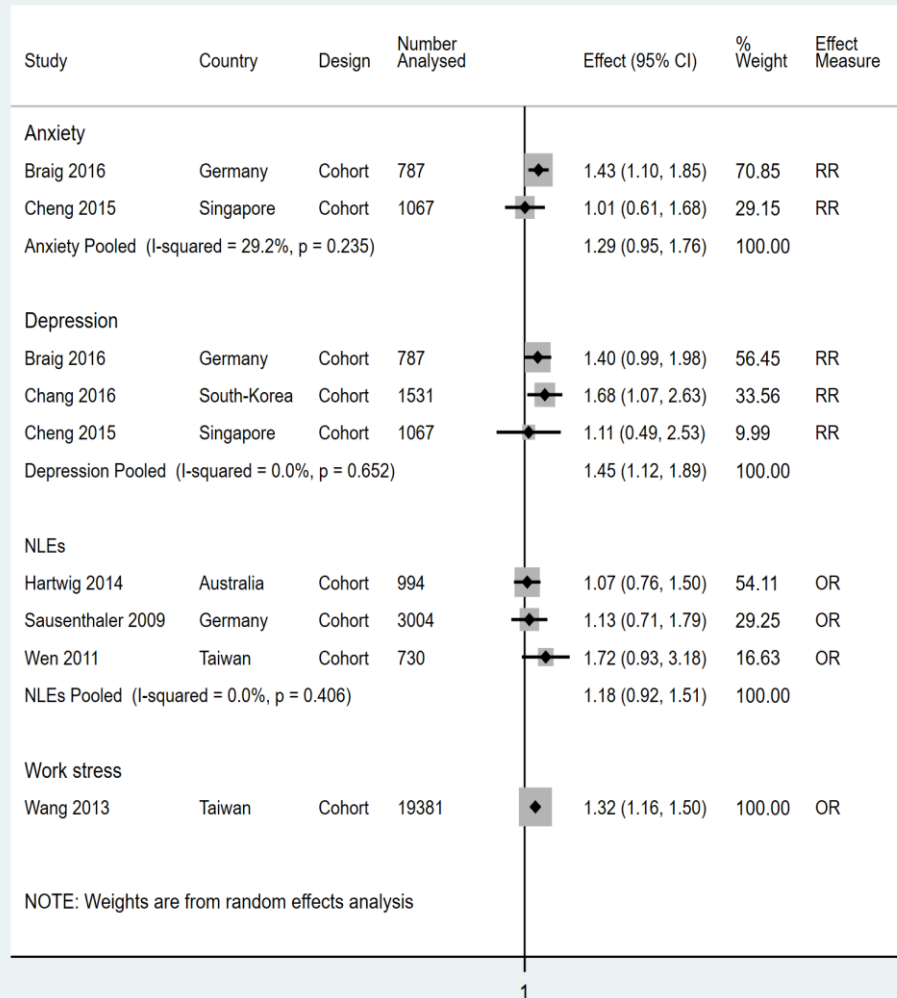 Study Country Design Number Analysed Effect (95% CI) % Weight Effect Measure
Anxiety
Braig 2016 Germany Cohort 787 1.43 (1.10, 1.85) 70.85 RR
Cheng 2015 Singapore Cohort 1067 1.01 (0.61, 1.68) 29.15 RR
Anxiety Pooled (I-squared = 29.2%, p = 0.235) 1.29 (0.95, 1.76) 100.00
Depression
Braig 2016 Germany Cohort 787 1.40 (0.99, 1.98) 56.45 RR
Chang 2016 South-Korea Cohort 1531 1.68 (1.07, 2.63) 33.56 RR
Cheng 2015 Singapore Cohort 1067 1.11 (0.49, 2.53) 9.99 RR
Depression Pooled (I-squared = 0.0%, p = 0.652) 1.45 (1.12, 1.89) 100.00
NLEs
Hartwig 2014 Australia Cohort 994 1.07 (0.76, 1.50) 54.11 OR
Sausenthaler 2009 Germany Cohort 3004 1.13 (0.71, 1.79) 29.25 OR
Wen 2011 Taiwan Cohort 730 1.72 (0.93, 3.18) 16.63 OR
NLEs Pooled (I-squared = 0.0%, p = 0.406) 1.18 (0.92, 1.51) 100.00
Work stress
Wang 2013 Taiwan Cohort 19381 1.32 (1.16, 1.50) 100.00 OR
NOTE: Weights are from random effects analysis
1